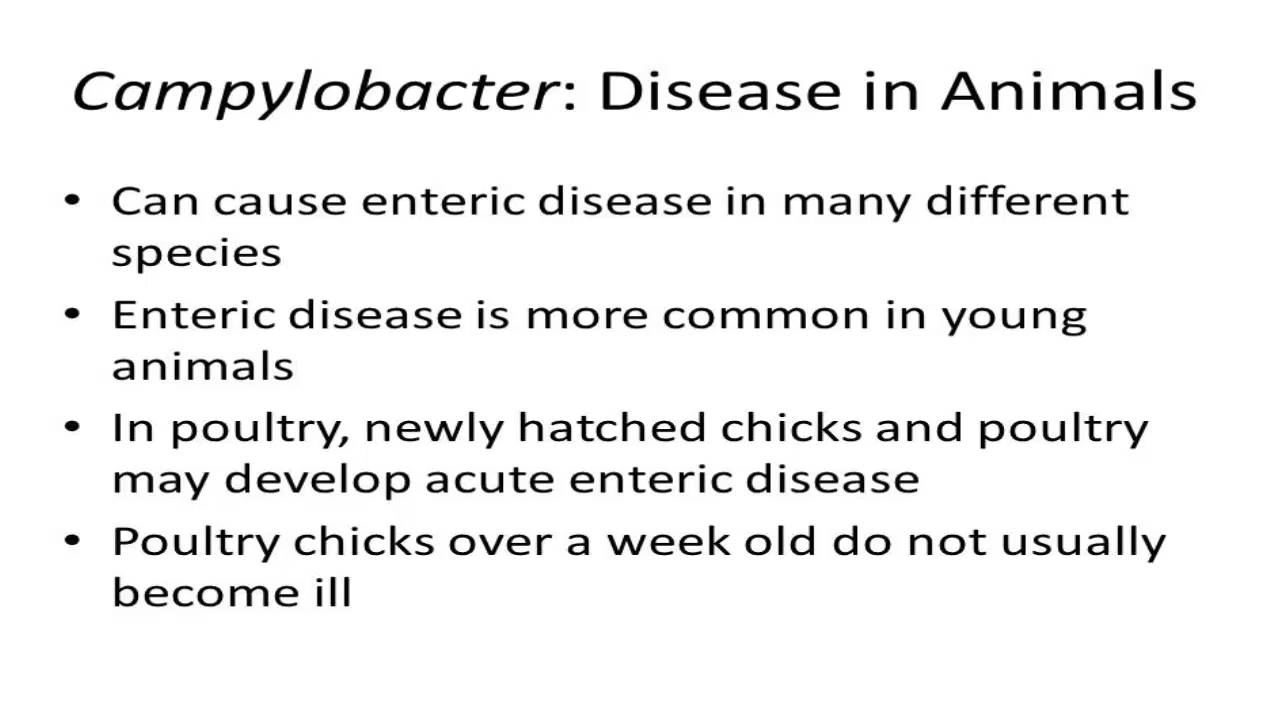 Campylobacter: Disease in Animals
• Can cause enteric disease in many different
species
• Enteric disease is more common in young
animals
• In poultry, newly hatched chicks and poultry
may develop acute enteric disease
• Poultry chicks over a week old do not usually
become ill